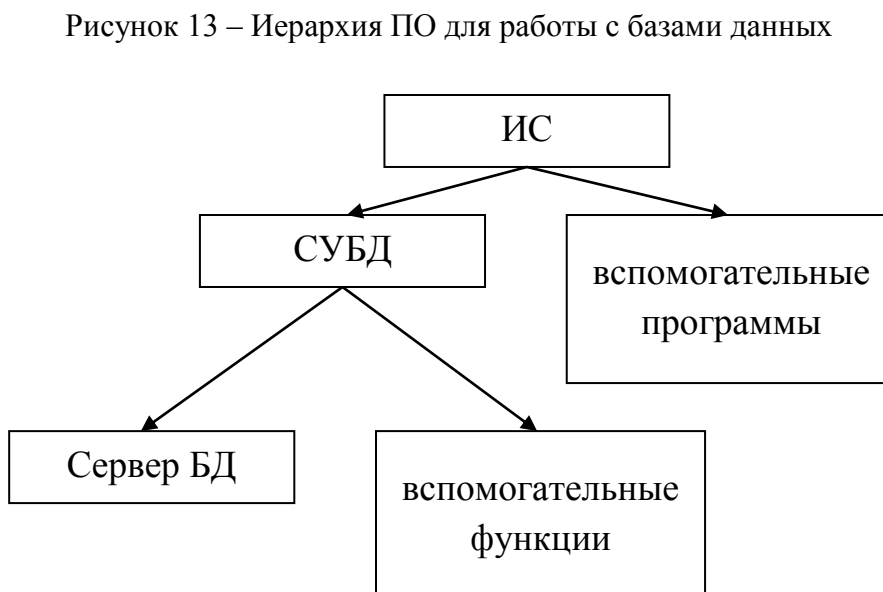 Рисунок 13 – Иерархия ПО для работы с базами данных
ИС
СУБД
вспомогательные
программы
Сервер БД
вспомогательные
функции